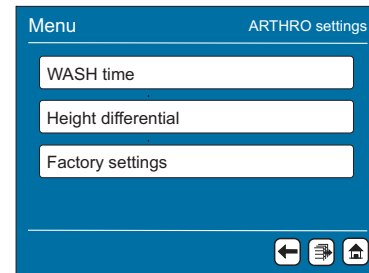 Menu
ARTHRO settings
WASH time
Height differential
Factory settings